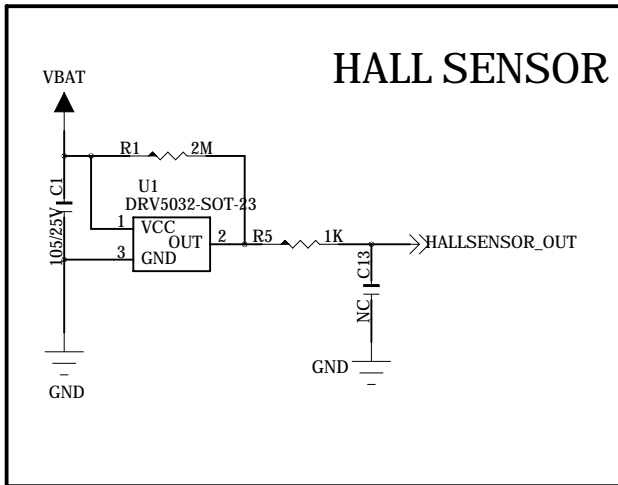 HALL SENSOR
VBAT
R1 2M
C1
105/25V
U1
DRV5032-SOT-23
1 VCC
OUT 2
3 GND
R5 1K
HALLSENSOR_OUT
C13
NC
GND
GND